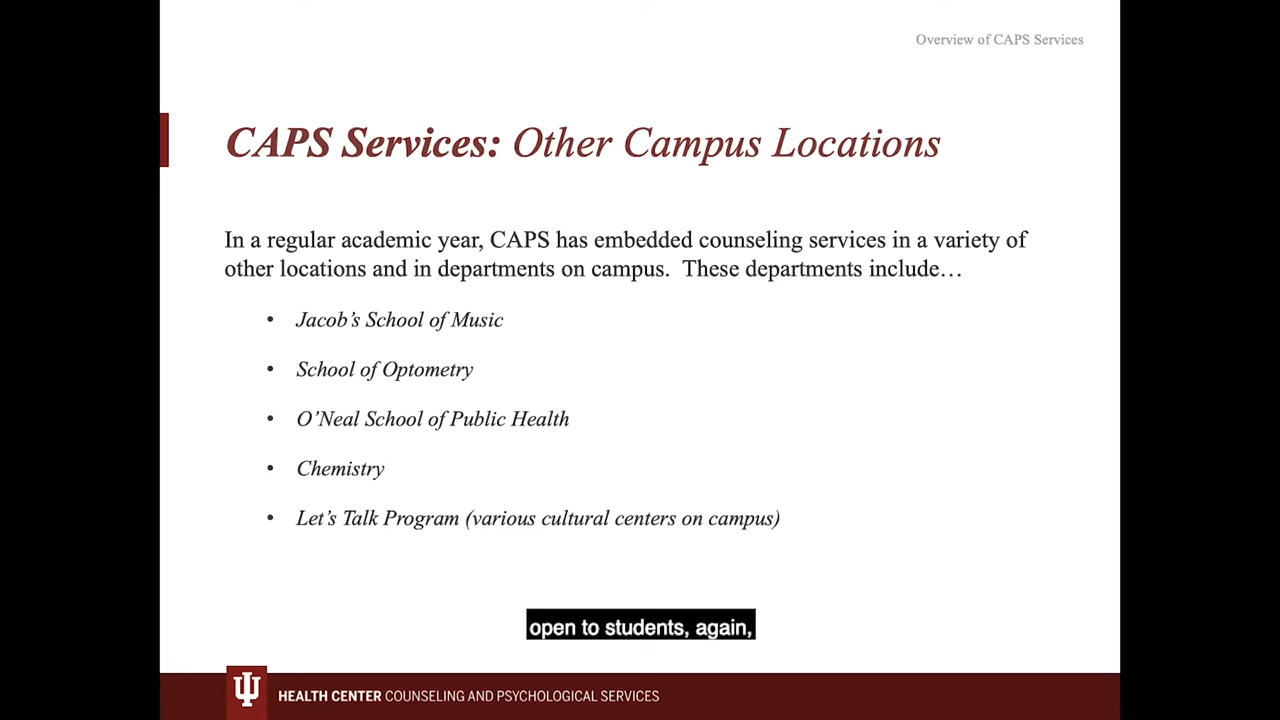 Overview of CAPS Services
CAPS Services: Other Campus Locations
In a regular academic year, CAPS has embedded counseling services in a variety of
other locations and in departments on campus.  These departments include…
• Jacob’s School of Music
• School of Optometry
• O’Neal School of Public Health
• Chemistry
• Let’s Talk Program (various cultural centers on campus)
open to students, again,
HEALTH CENTER COUNSELING AND PSYCHOLOGICAL SERVICES